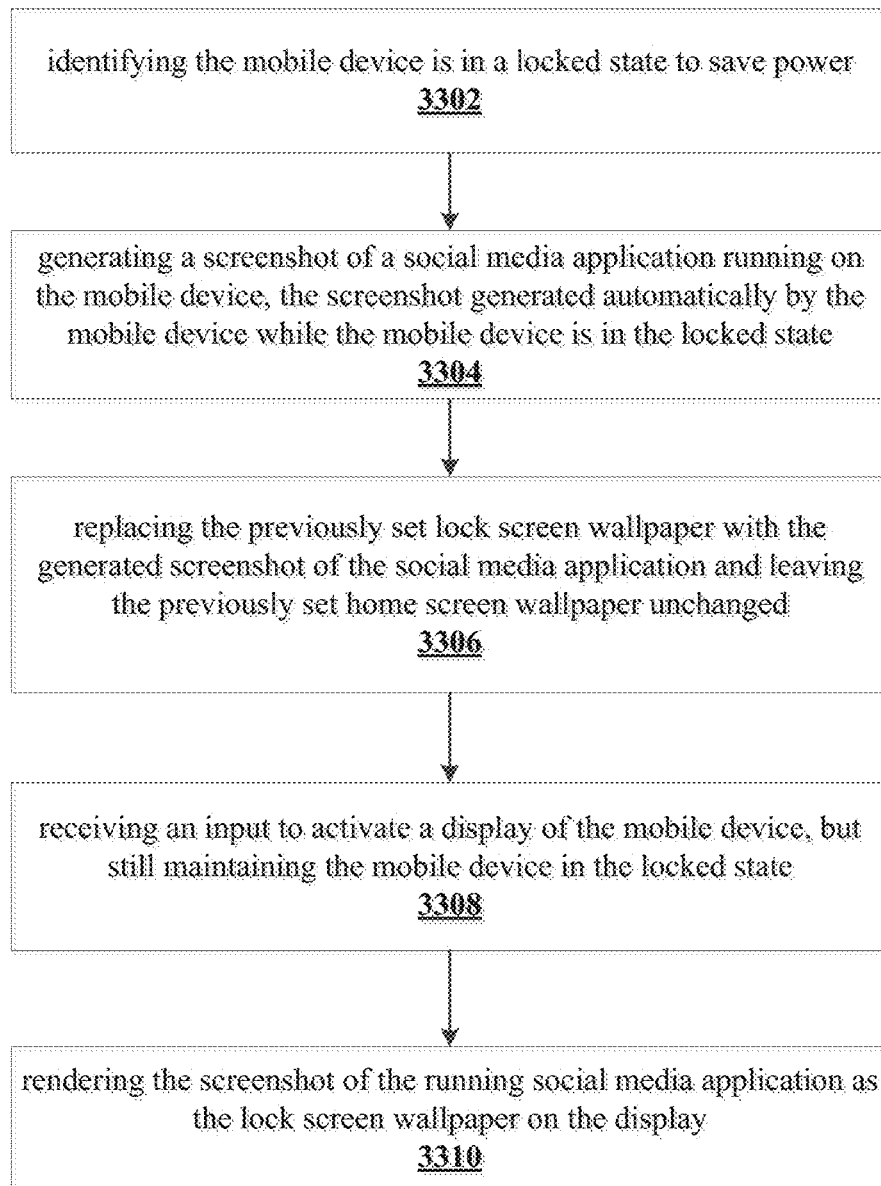 identifying the mobile device is in a locked state to save power
3302
generating a screenshot of a social media application running on
the mobile device, the screenshot generated automatically by the
mobile device while the mobile device is in the locked state
3304
replacing the previously set lock screen wallpaper with the
generated screenshot of the social media application and leaving
the previously set home screen wallpaper unchanged
3306
receiving an input to activate a display of the mobile device, but
still maintaining the mobile device in the locked state
3308
rendering the screenshot of the running social media application as
the lock screen wallpaper on the display
3310